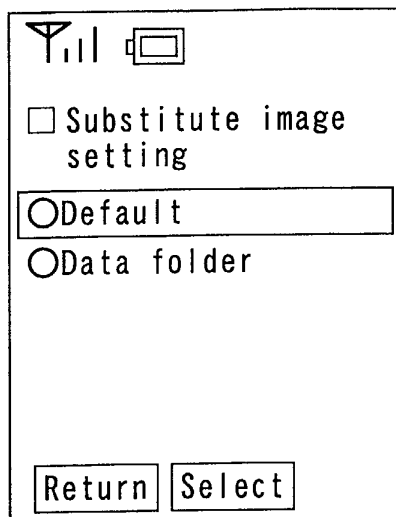 Substitute image
setting
Default
Data folder
Return Select